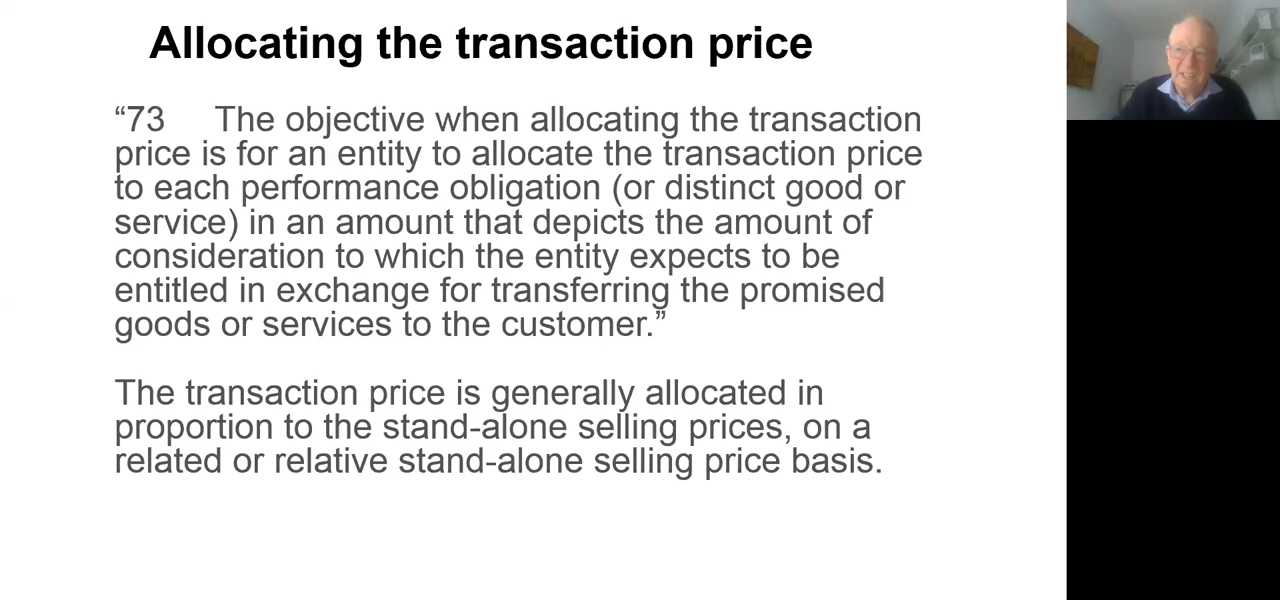 Allocating the transaction price
“73 The objective when allocating the transaction
price is for an entity to allocate the transaction price
to each performance obligation (or distinct good or
service) in an amount that depicts the amount of
consideration to which the entity expects to be
entitled in exchange for transferring the promised
goods or services to the customer.”
The transaction price is generally allocated in
proportion to the stand-alone selling prices, on a
related or relative stand-alone selling price basis.